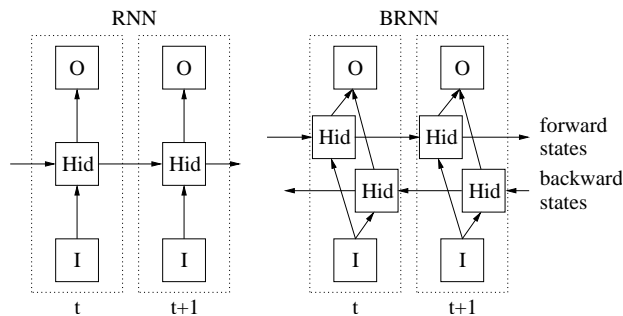 RNN
BRNN
O
O
O
O
Hid
Hid
Hid
Hid
forward
states
Hid
Hid
backward
states
I
I
I
I
t
t+1
t
t+1